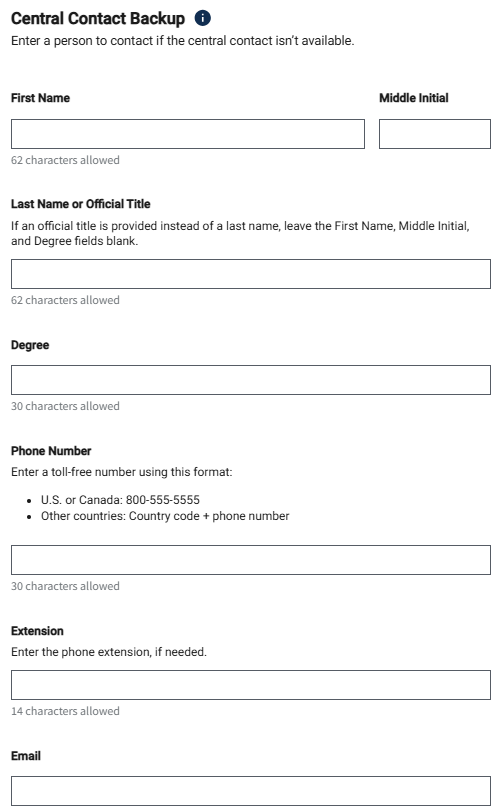 Central Contact Backup
Enter a person to contact if the central contact isn't available.
First Name
Middle Initial
62 characters allowed
Last Name or Official Title
If an official title is provided instead of a last name, leave the First Name, Middle Initial,
and Degree fields blank.
62 characters allowed
Degree
30 characters allowed
Phone Number
Enter a toll-free number using this format:
• U.S. or Canada: 800-555-5555
• Other countries: Country code + phone number
30 characters allowed
Extension
Enter the phone extension, if needed.
14 characters allowed
Email